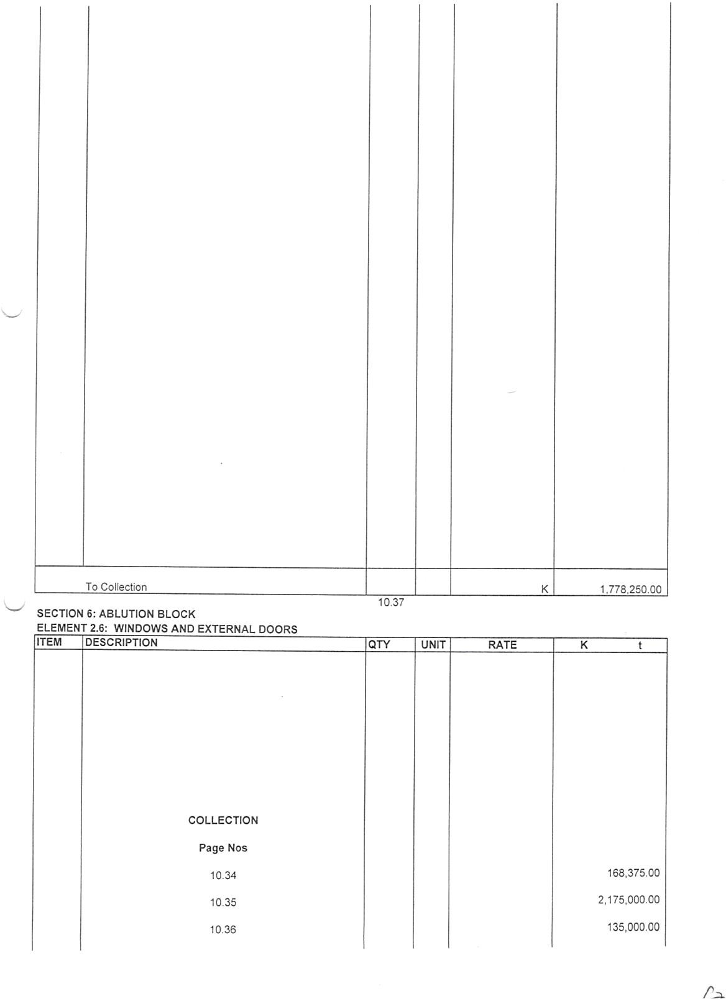 To Collection K 1,778,250.00
10.37
SECTION 6: ABLUTION BLOCK
ELEMENT 2.6: WINDOWS AND EXTERNAL DOORS
ITEM DESCRIPTION QTY UNIT RATE K t
COLLECTION
Page Nos
10.34 168,375.00
10.35 2,175,000.00
10.36 135,000.00